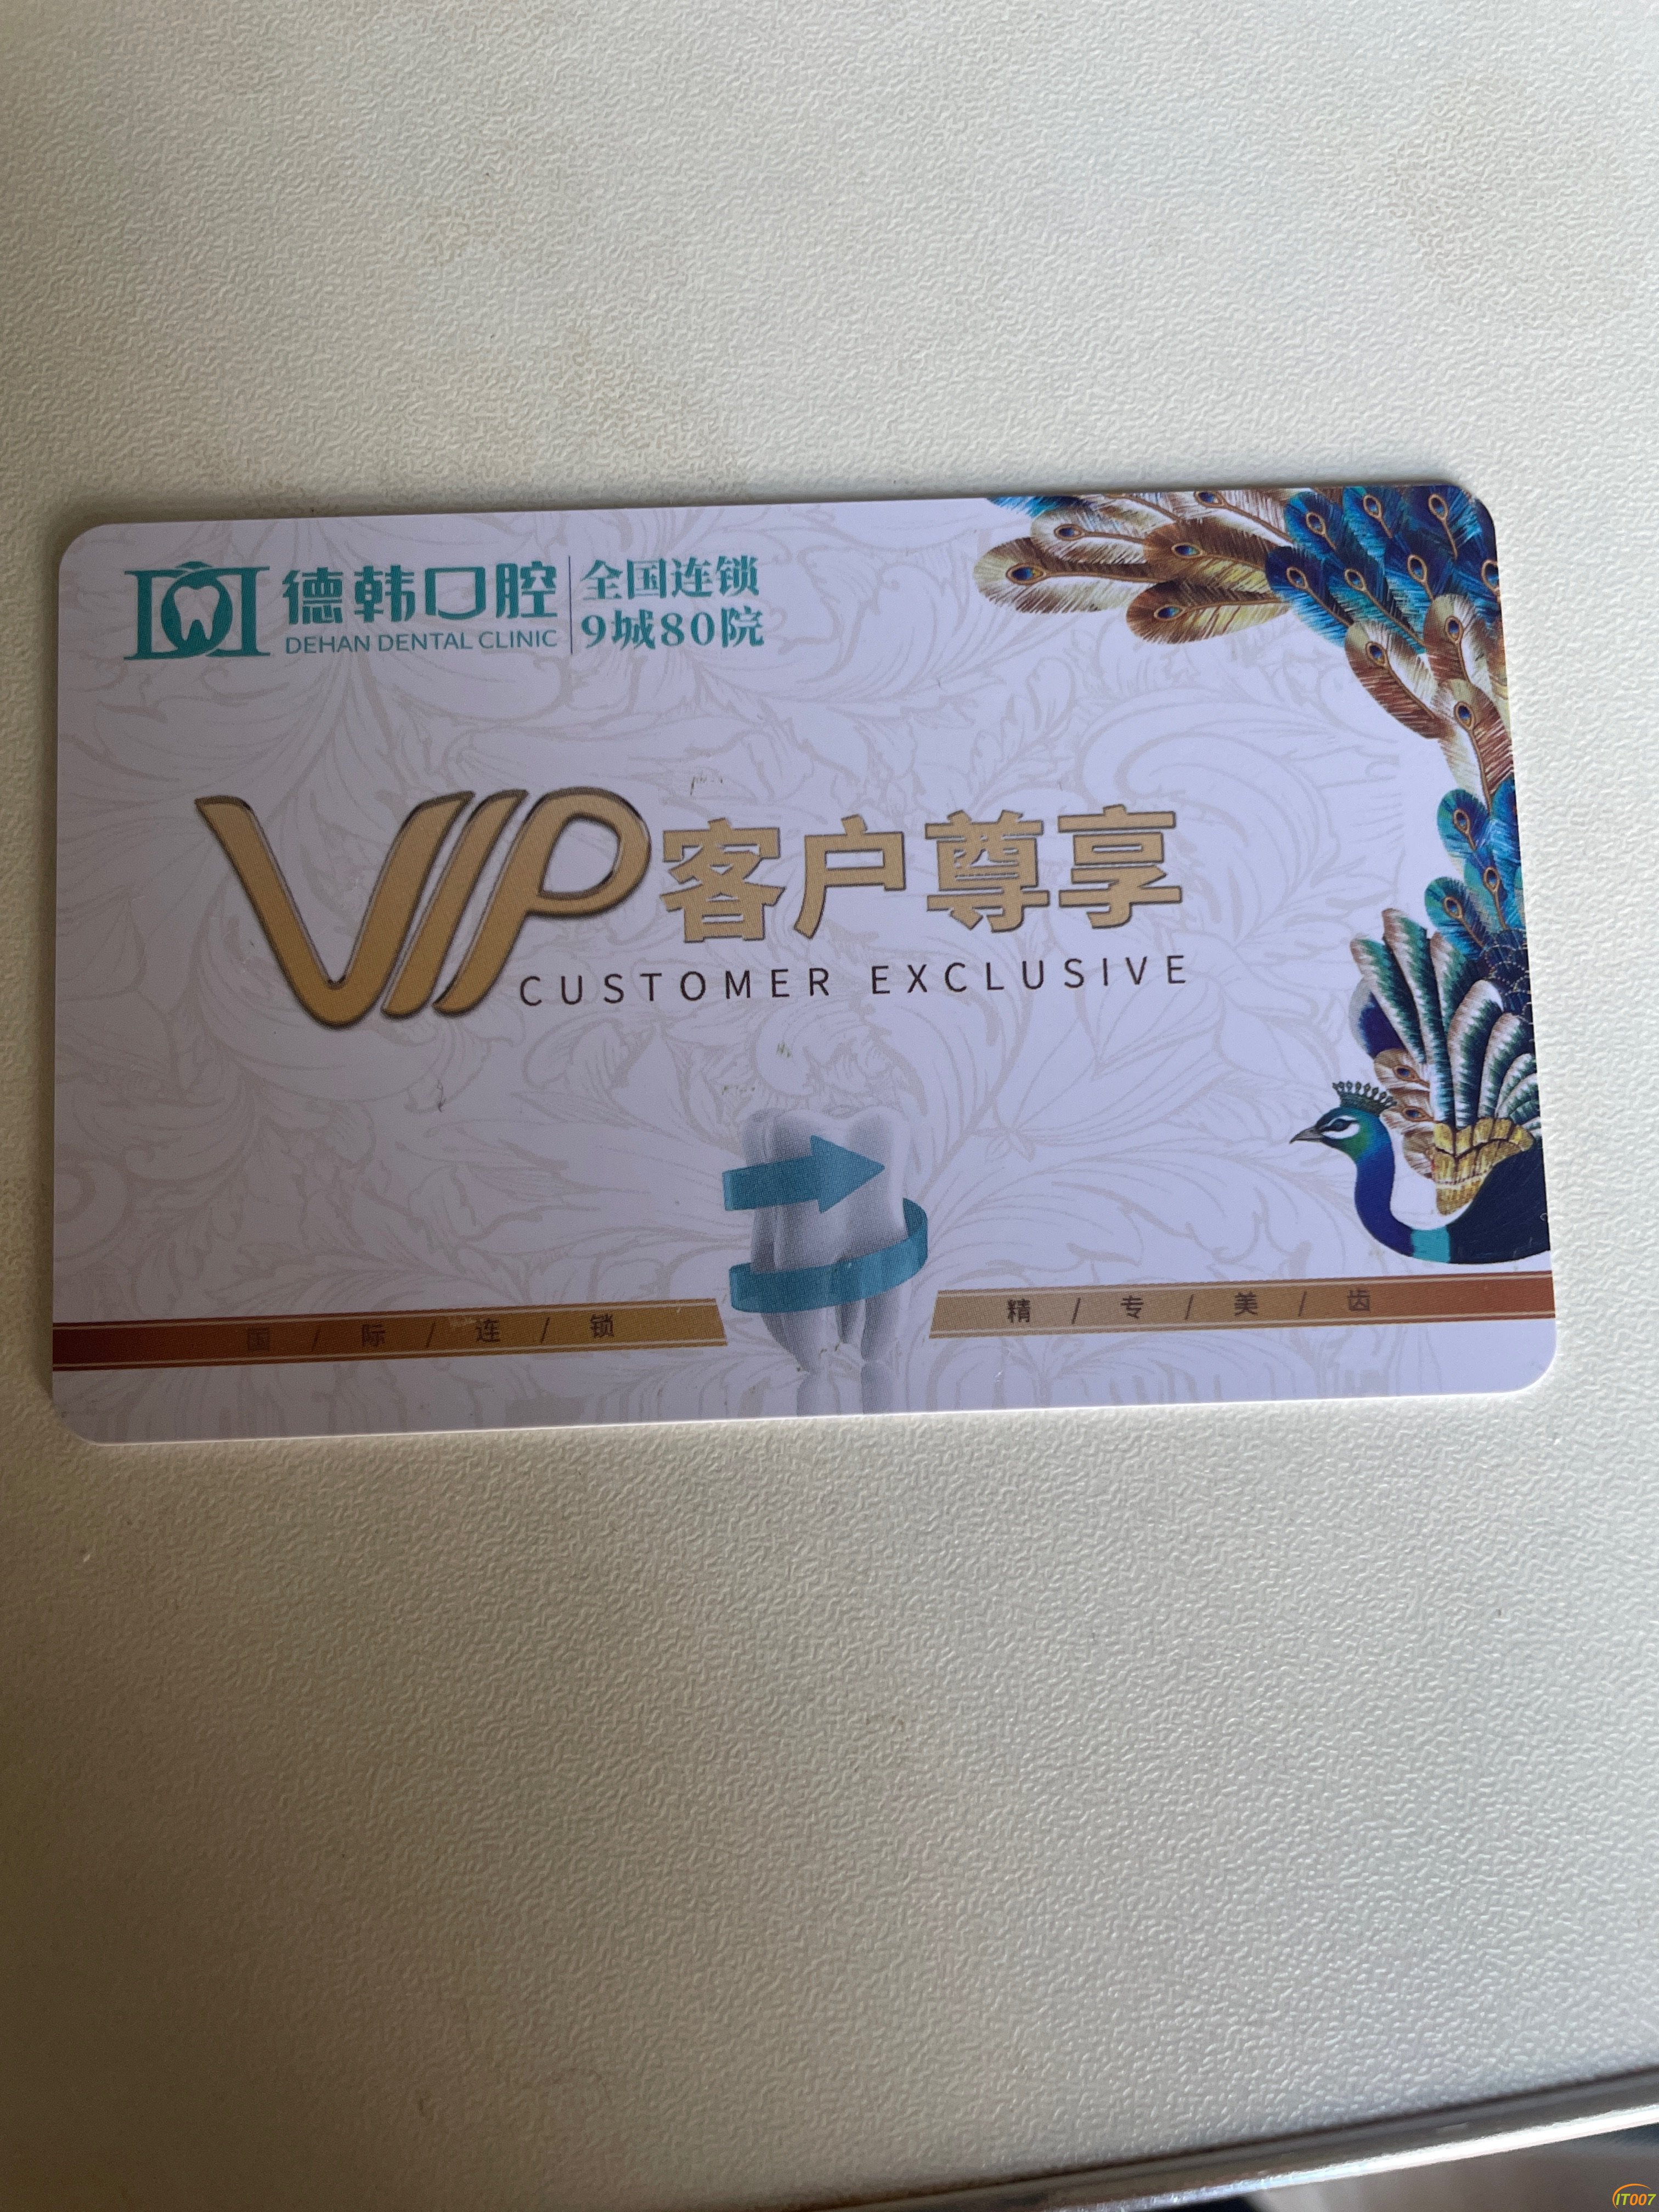 德韩口腔
DEHAN DENTAL CLINIC
全国连锁
9城80院
VIP客户尊享
CUSTOMER EXCLUSIVE
国 / 际 / 连 / 锁
精 / 专 / 美 / 齿
IT007